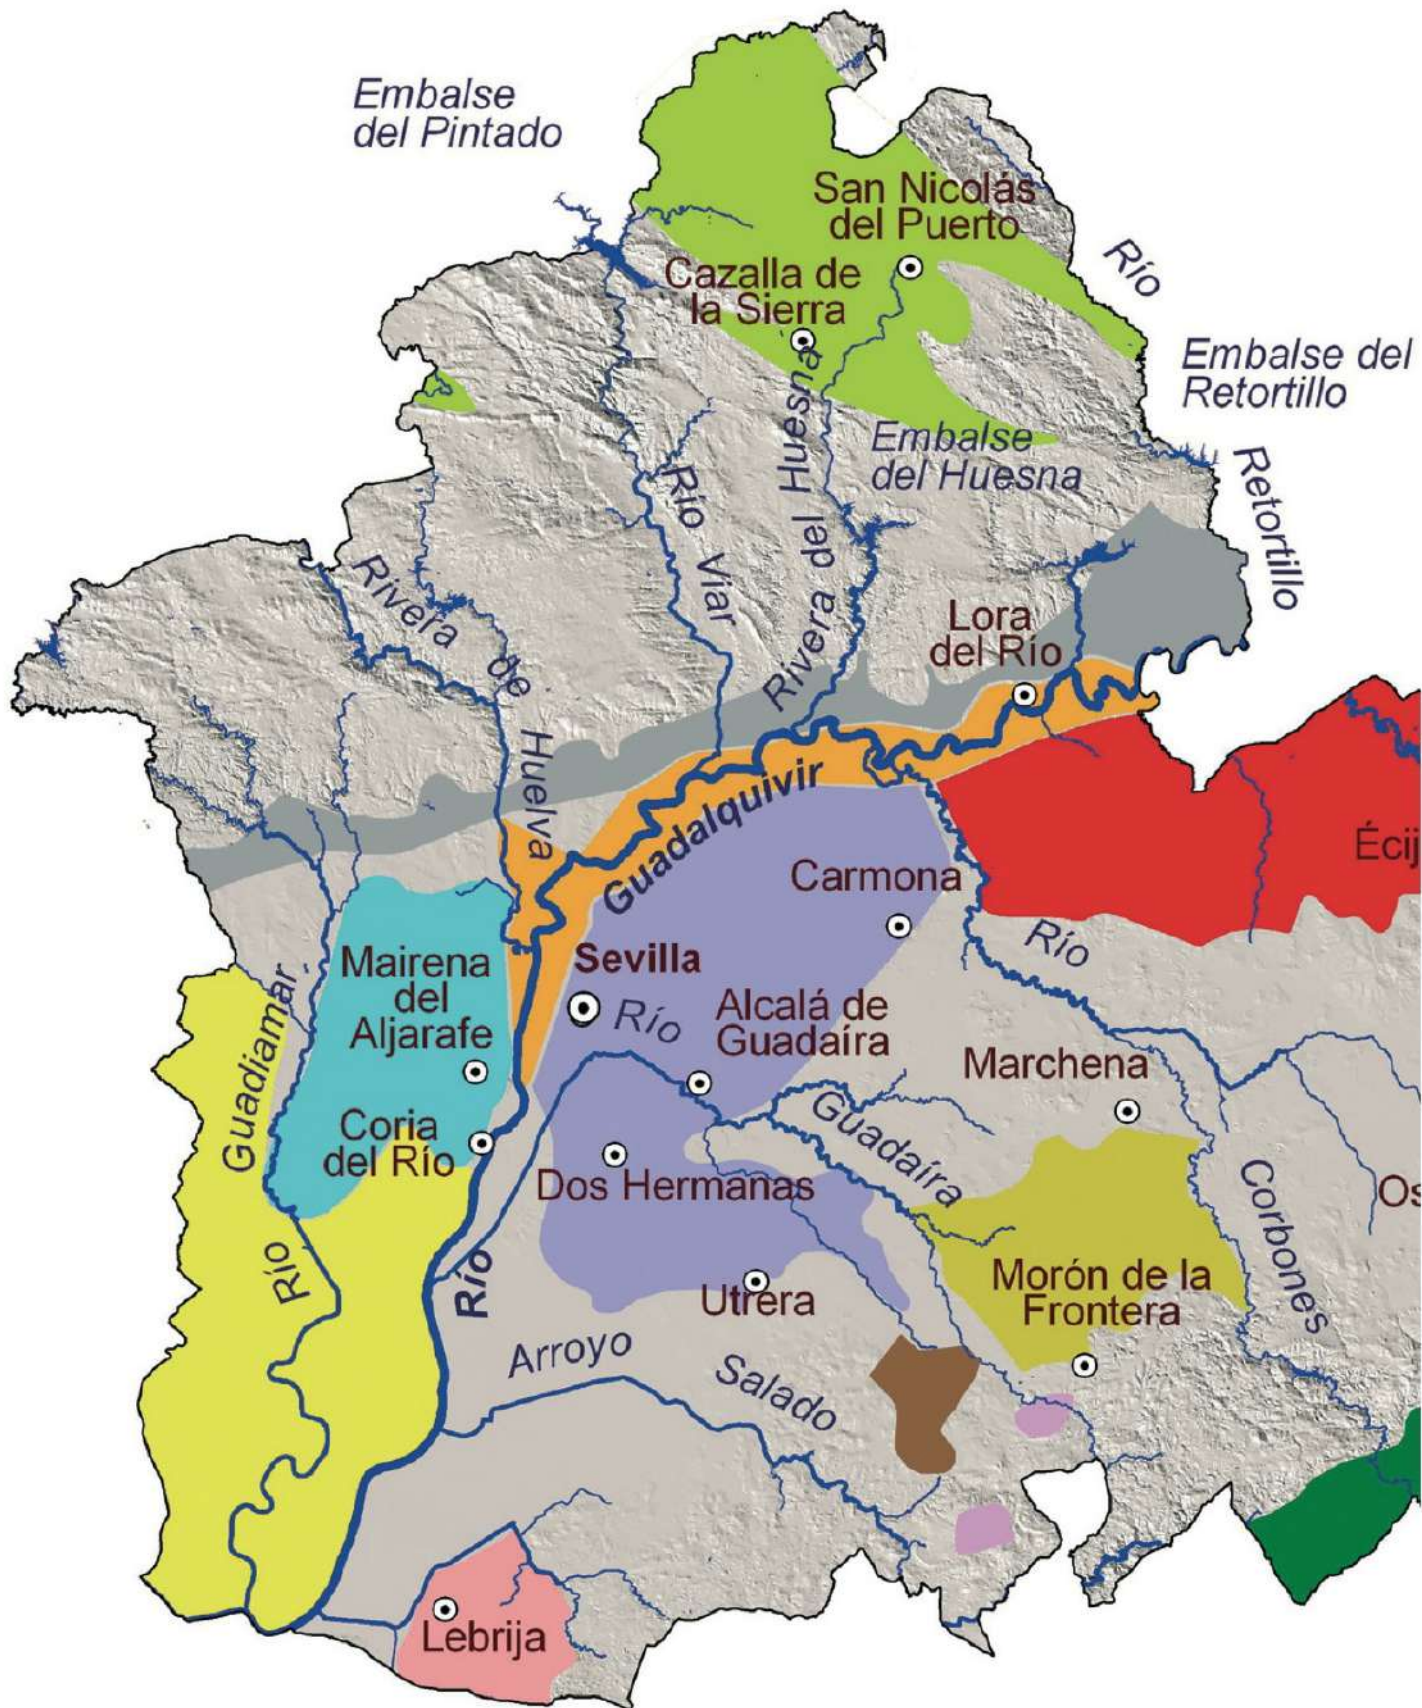 Embalse
del Pintado
San Nicolás
del Puerto
Río
Cazalla de
la Sierra
Embalse del
Retortillo
Embalse
del Huesna
Retortillo
Río Viar
Rivera del Huesna
Rivera de
Huelva
Lora
del Río
Guadalquivir
Écij
Carmona
Río
Mairena
del
Aljarafe
Sevilla
Río
Alcalá de
Guadaíra
Guadiamar
Marchena
Coria
del Río
Guadaíra
Dos Hermanas
Corbones
Os
Río
Río
Utrera
Morón de la
Frontera
Arroyo
Salado
Lebrija